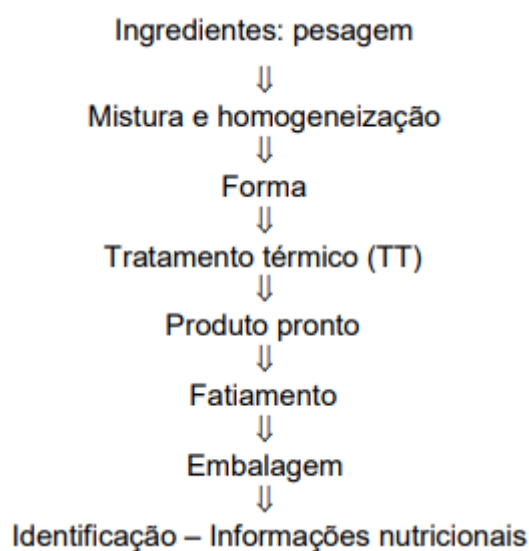 Ingredientes: pesagem
⇓
Mistura e homogeneização
⇓
Forma
⇓
Tratamento térmico (TT)
⇓
Produto pronto
⇓
Fatiamento
⇓
Embalagem
⇓
Identificação – Informações nutricionais